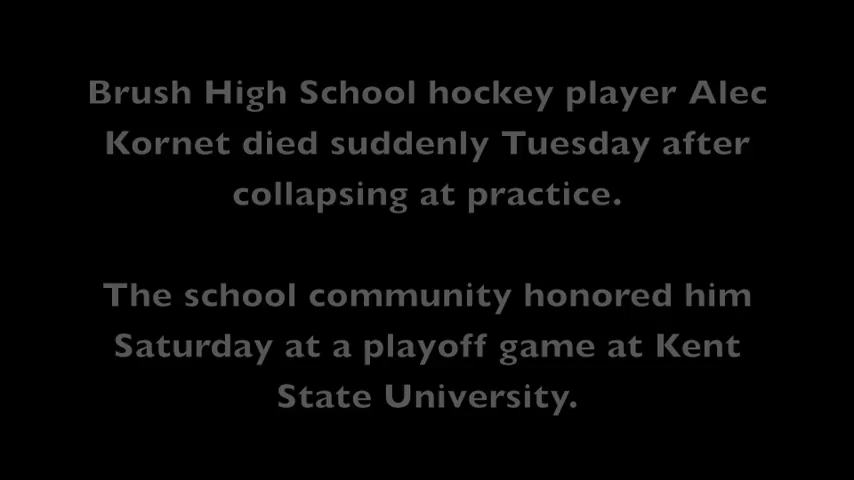 Brush High School hockey player Alec
Kornet died suddenly Tuesday after
collapsing at practice.
The school community honored him
Saturday at a playoff game at Kent
State University.